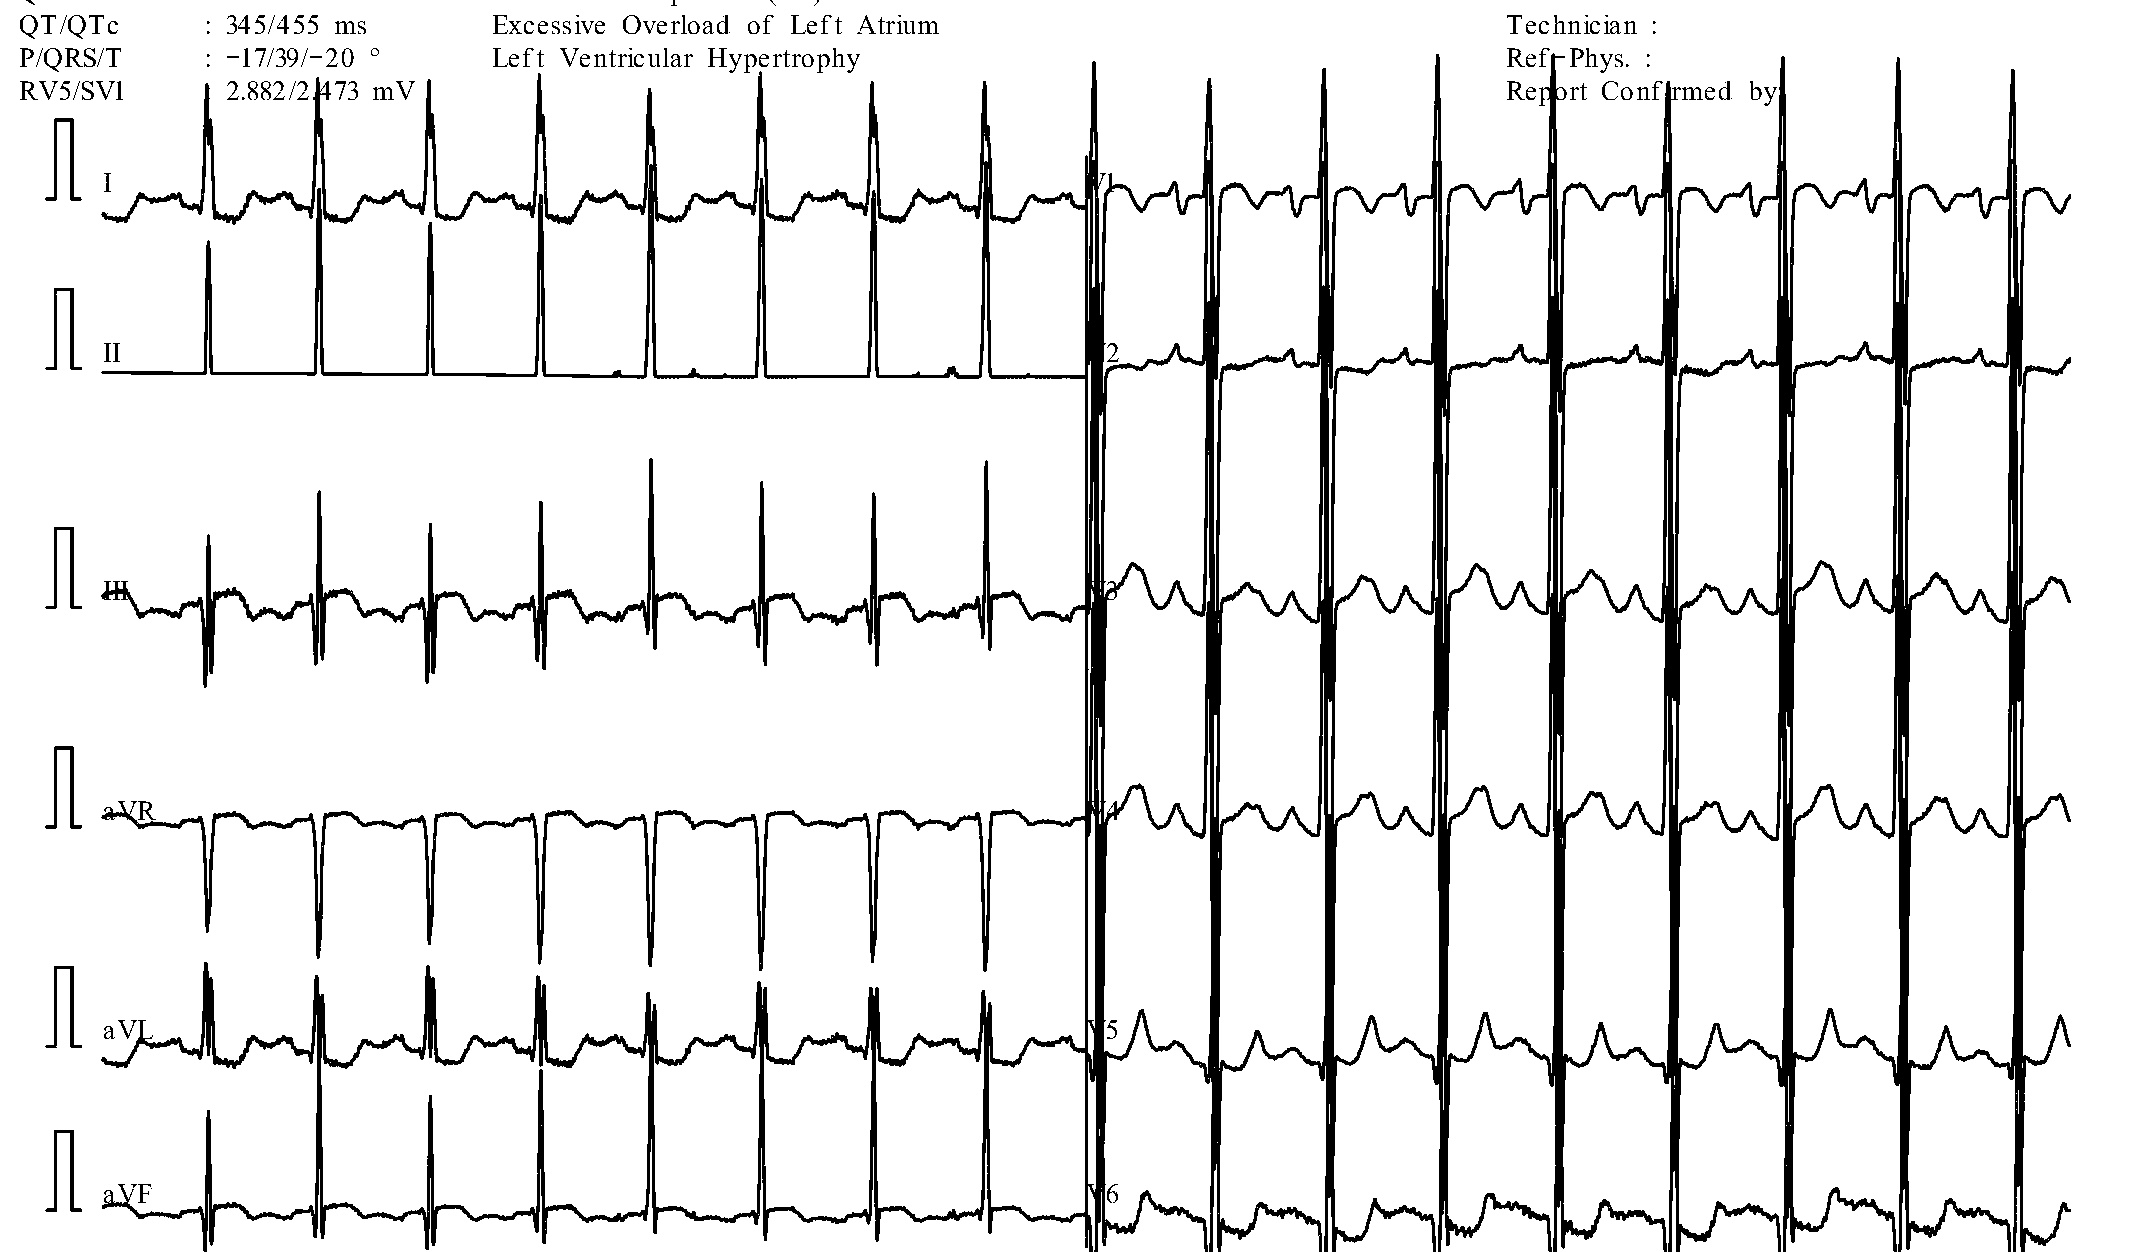 QT/QTc : 345/455 ms Excessive Overload of Left Atrium Technician :
P/QRS/T : -17/39/-20 ° Left Ventricular Hypertrophy Ref-Phys. :
RV5/SV1 2.882/2.473 mV Report Confirmed by:
I V1
II V2
III V3
aVR V4
aVL V5
aVF V6